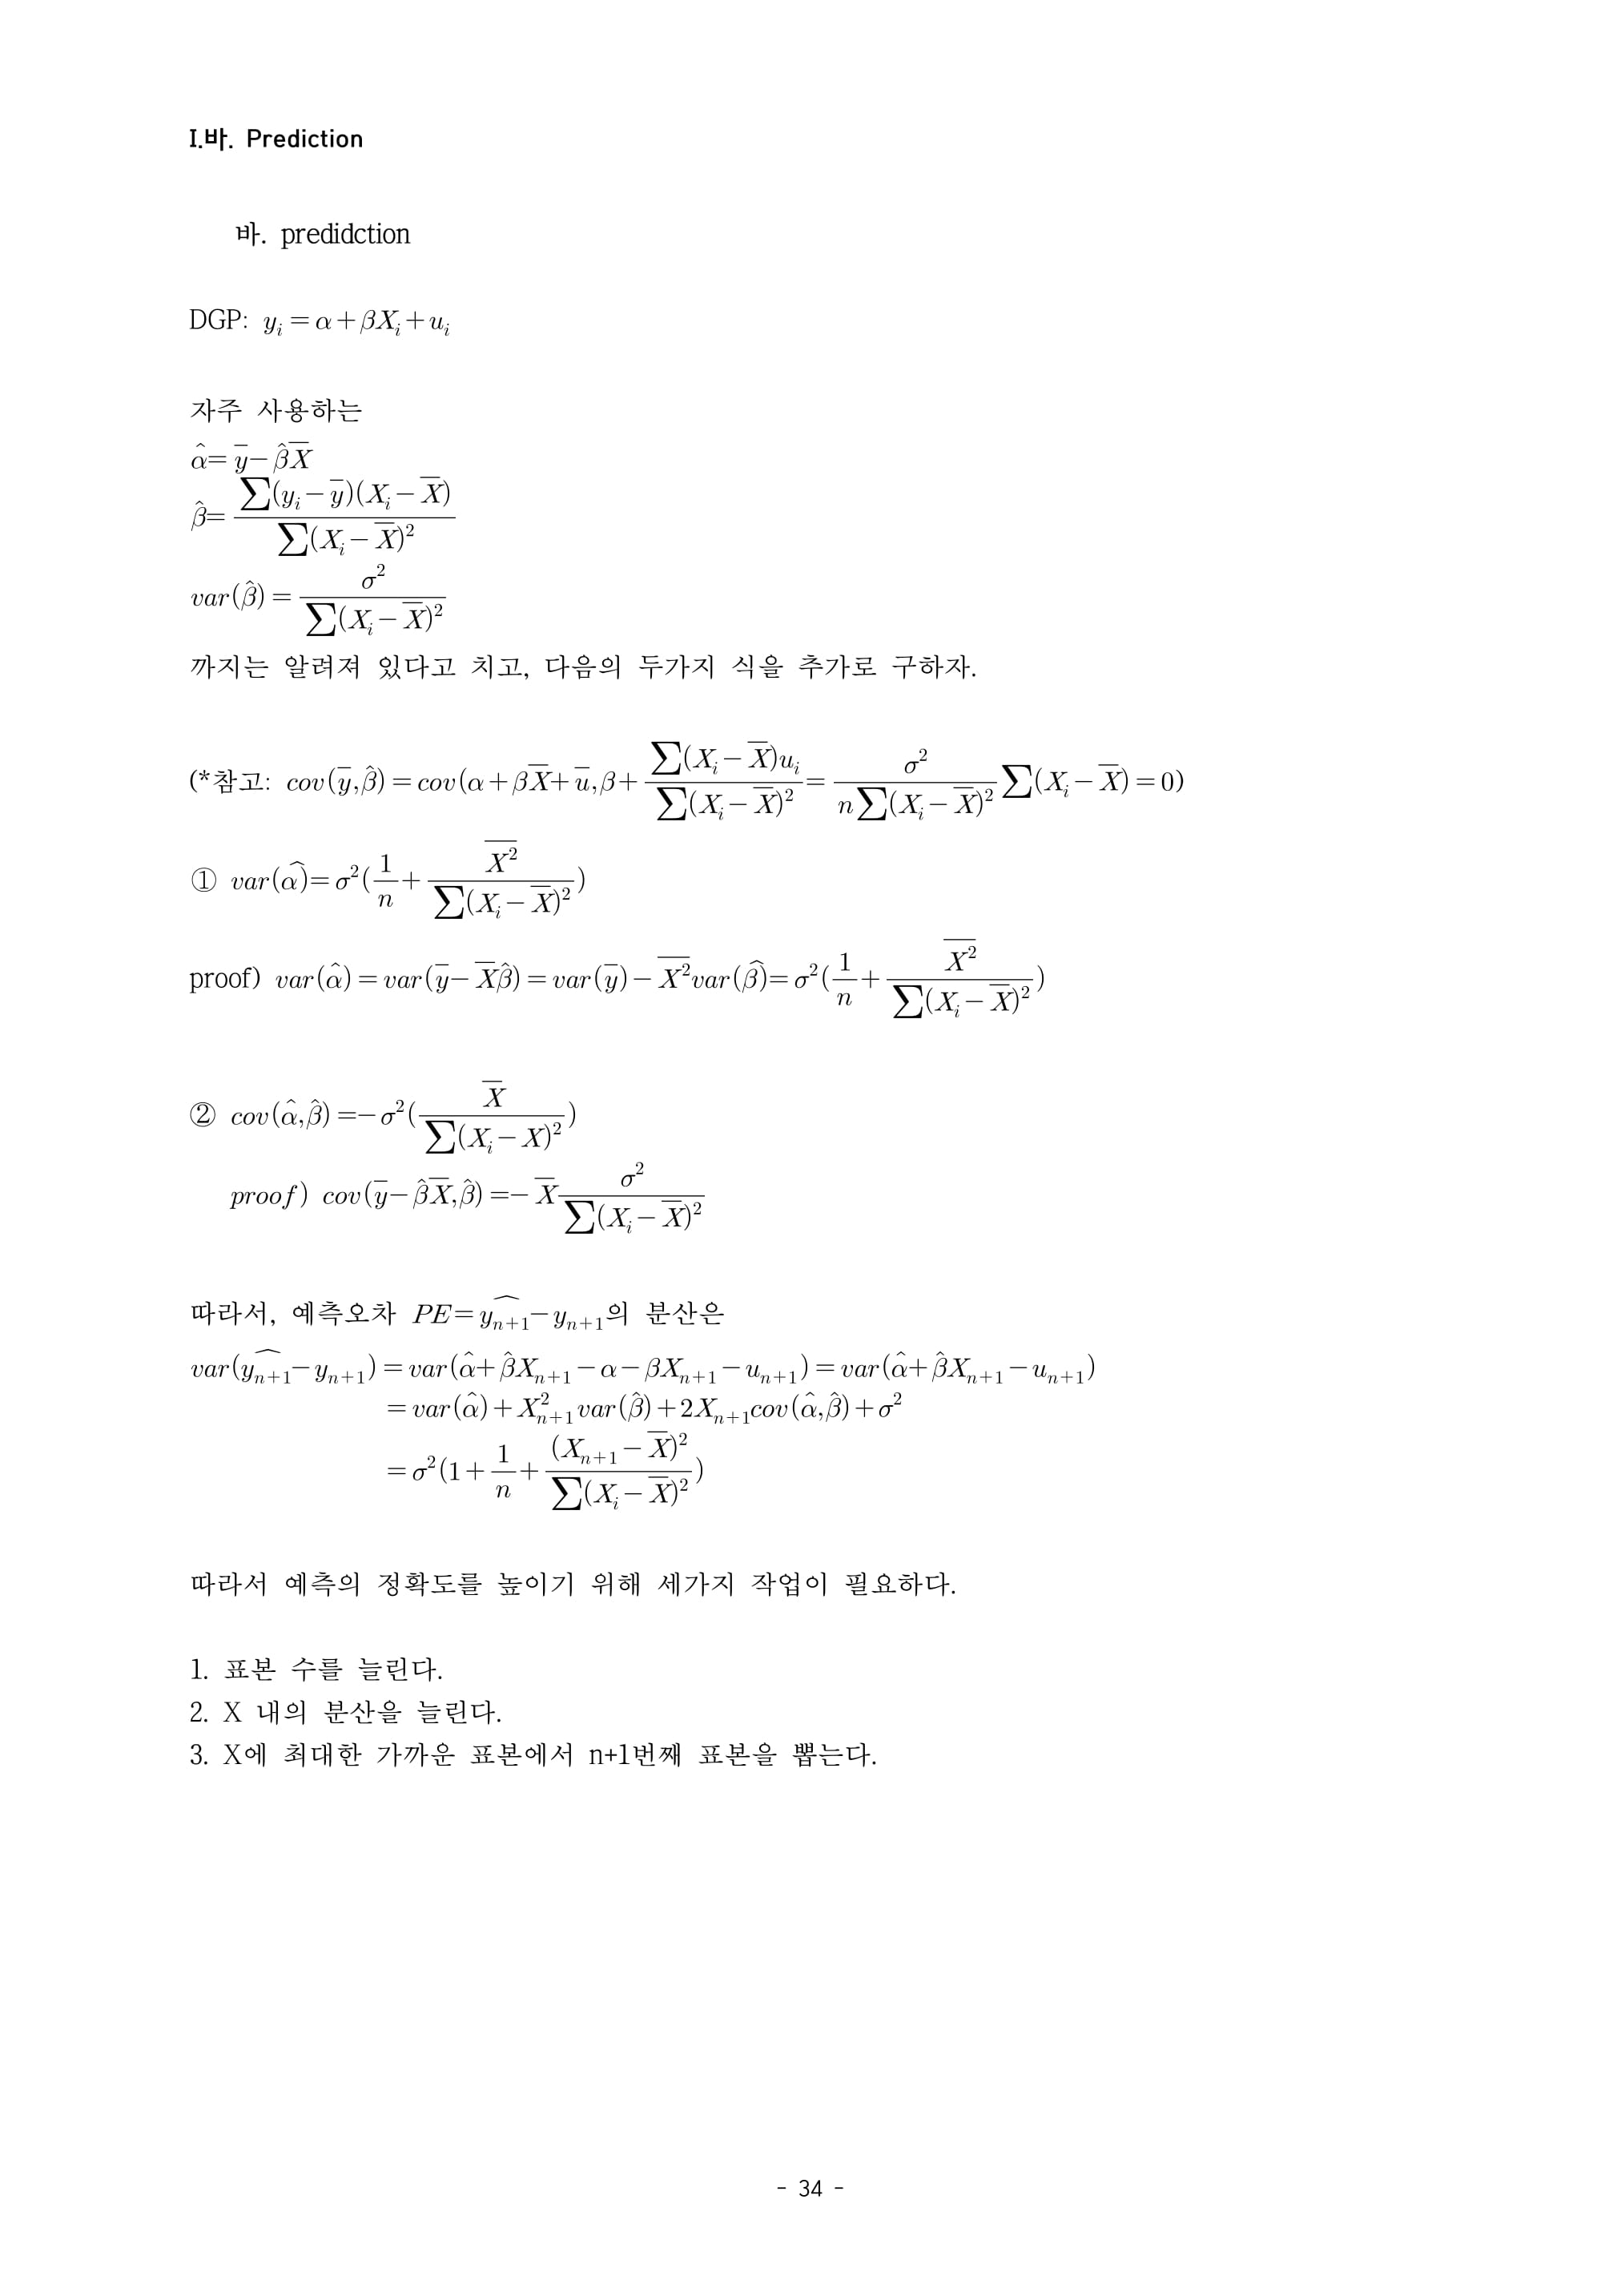 I.바. Prediction
바. predidction
DGP: $y_i = \alpha + \beta X_i + u_i$
자주 사용하는
$\hat{\alpha} = \overline{y} - \hat{\beta}\overline{X}$
$\hat{\beta} = \frac{\sum(y_i - \overline{y})(X_i - \overline{X})}{\sum(X_i - \overline{X})^2}$
$var(\hat{\beta}) = \frac{\sigma^2}{\sum(X_i - \overline{X})^2}$
까지는 알려져 있다고 치고, 다음의 두가지 식을 추가로 구하자.
(*참고: $cov(\overline{y}, \hat{\beta}) = cov(\alpha + \beta\overline{X} + \overline{u}, \beta + \frac{\sum(X_i - \overline{X})u_i}{\sum(X_i - \overline{X})^2} = \frac{\sigma^2}{n\sum(X_i - \overline{X})^2}\sum(X_i - \overline{X}) = 0$)
① $var(\widehat{\alpha)} = \sigma^2(\frac{1}{n} + \frac{\overline{X^2}}{\sum(X_i - \overline{X})^2})$
proof) $var(\hat{\alpha}) = var(\overline{y} - \overline{X}\hat{\beta}) = var(\overline{y}) - \overline{X^2}var(\widehat{\beta)} = \sigma^2(\frac{1}{n} + \frac{\overline{X^2}}{\sum(X_i - \overline{X})^2})$
② $cov(\hat{\alpha}, \hat{\beta}) = -\sigma^2(\frac{\overline{X}}{\sum(X_i - X)^2})$
$proof)\ cov(\overline{y} - \hat{\beta}\overline{X}, \hat{\beta}) = -\overline{X}\frac{\sigma^2}{\sum(X_i - \overline{X})^2}$
따라서, 예측오차 $PE = \widehat{y_{n+1}} - y_{n+1}$의 분산은
$var(\widehat{y_{n+1}} - y_{n+1}) = var(\hat{\alpha} + \hat{\beta}X_{n+1} - \alpha - \beta X_{n+1} - u_{n+1}) = var(\hat{\alpha} + \hat{\beta}X_{n+1} - u_{n+1})$
$= var(\hat{\alpha}) + X_{n+1}^2 var(\hat{\beta}) + 2X_{n+1}cov(\hat{\alpha}, \hat{\beta}) + \sigma^2$
$= \sigma^2(1 + \frac{1}{n} + \frac{(X_{n+1} - \overline{X})^2}{\sum(X_i - \overline{X})^2})$
따라서 예측의 정확도를 높이기 위해 세가지 작업이 필요하다.
1. 표본 수를 늘린다.
2. X 내의 분산을 늘린다.
3. X에 최대한 가까운 표본에서 n+1번째 표본을 뽑는다.
- 34 -